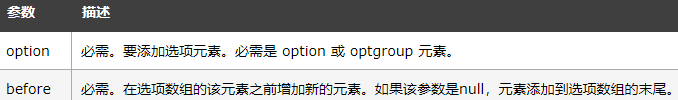 参数 描述
option 必需。要添加选项元素。必需是 option 或 optgroup 元素。
before 必需。在选项数组的该元素之前增加新的元素。如果该参数是null，元素添加到选项数组的末尾。